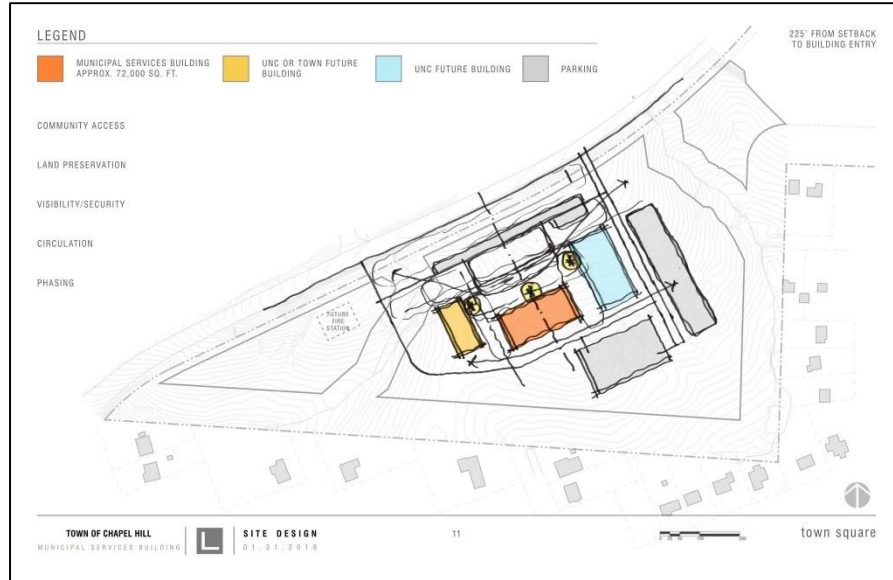 LEGEND
225' FROM SETBACK
TO BUILDING ENTRY
MUNICIPAL SERVICES BUILDING
APPROX. 72,000 SQ. FT.
UNC OR TOWN FUTURE
BUILDING
UNC FUTURE BUILDING
PARKING
COMMUNITY ACCESS
LAND PRESERVATION
VISIBILITY/SECURITY
CIRCULATION
PHASING
FUTURE
FIRE
STATION
TOWN OF CHAPEL HILL
MUNICIPAL SERVICES BUILDING
L
SITE DESIGN
01.31.2016
11
town square